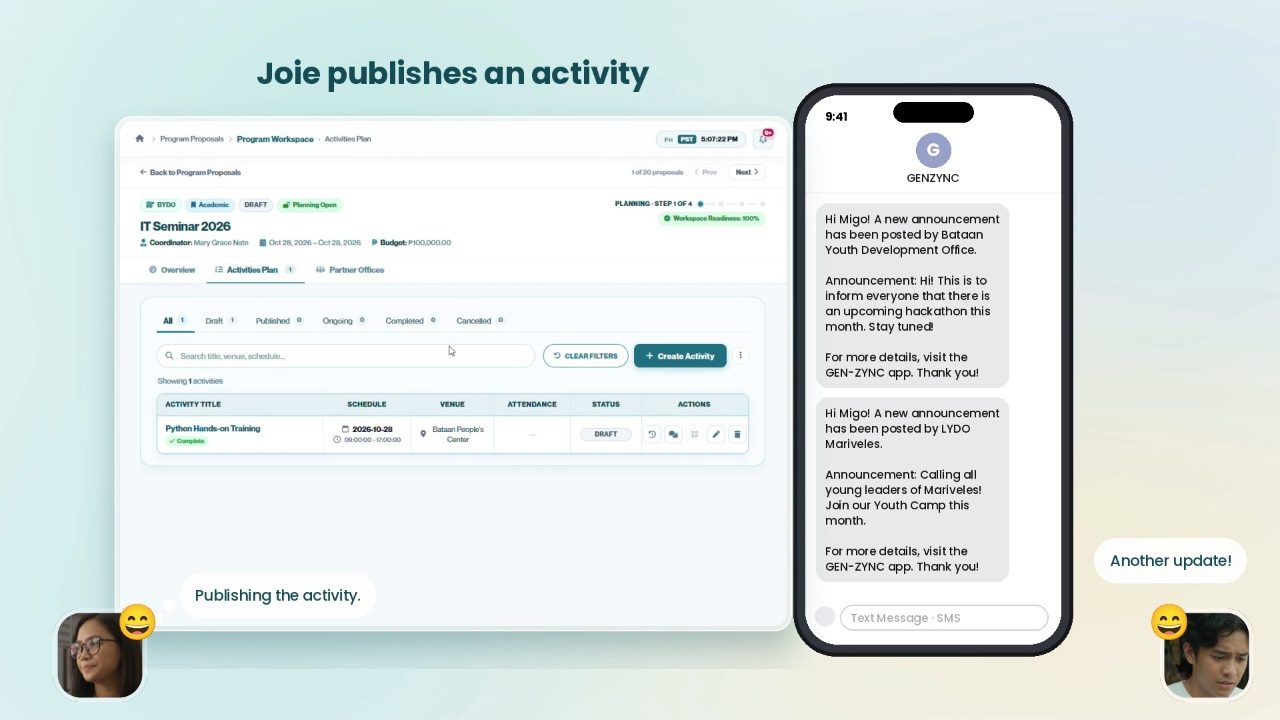 Joie publishes an activity
Program Proposals > Program Workspace · Activities Plan
PH PST 5:07:22 PM
9+
← Back to Program Proposals
1 of 20 proposals < Prev Next >
BYDO Academic DRAFT Planning Open
PLANNING · STEP 1 OF 4
Workspace Readiness: 100%
IT Seminar 2026
Coordinator: Mary Grace Nate Oct 28, 2026 – Oct 28, 2026 Budget: ₱100,000.00
Overview Activities Plan 1 Partner Offices
All 1 Draft 1 Published 0 Ongoing 0 Completed 0 Cancelled 0
Search title, venue, schedule...
CLEAR FILTERS
+ Create Activity
Showing 1 activities
ACTIVITY TITLE SCHEDULE VENUE ATTENDANCE STATUS ACTIONS
Python Hands-on Training
✓ Complete
2026-10-28
09:00:00 - 17:00:00
Bataan People's
Center
—
DRAFT
Publishing the activity.
9:41
G
GENZYNC
Hi Migo! A new announcement
has been posted by Bataan
Youth Development Office.
Announcement: Hi! This is to
inform everyone that there is
an upcoming hackathon this
month. Stay tuned!
For more details, visit the
GEN-ZYNC app. Thank you!
Hi Migo! A new announcement
has been posted by LYDO
Mariveles.
Announcement: Calling all
young leaders of Mariveles!
Join our Youth Camp this
month.
For more details, visit the
GEN-ZYNC app. Thank you!
Text Message · SMS
Another update!